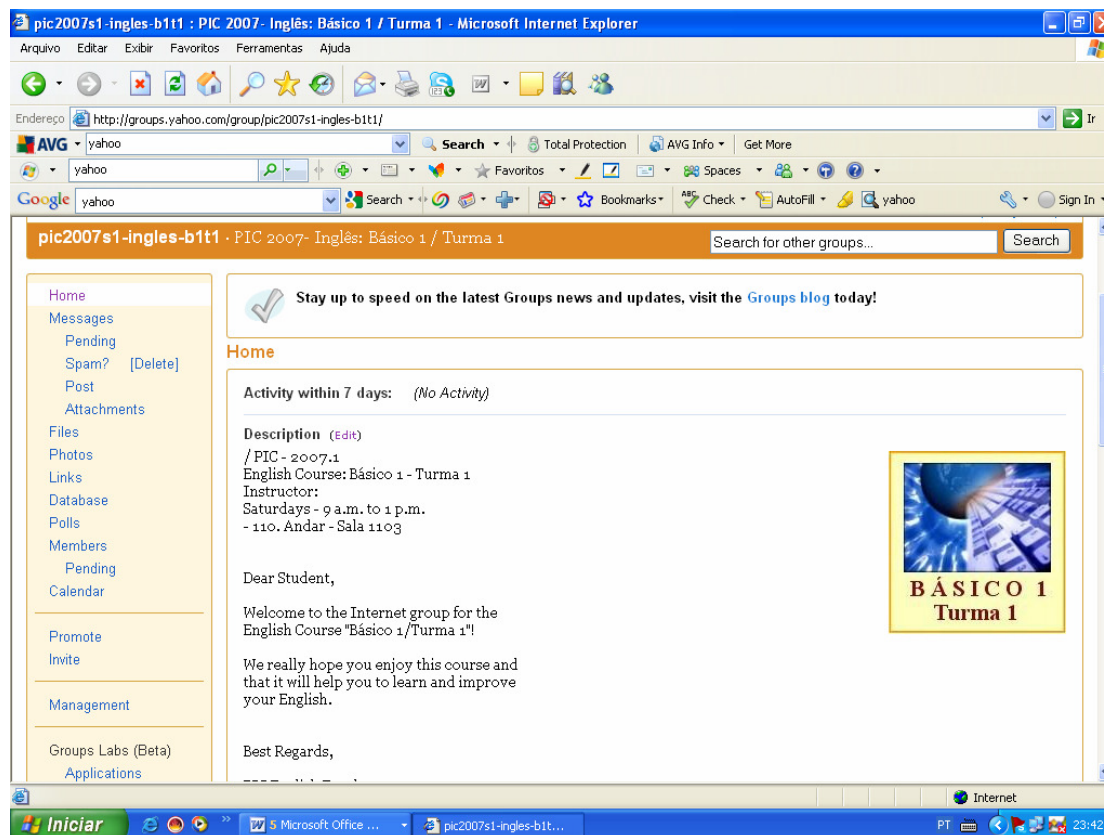 pic2007s1-ingles-b1t1 : PIC 2007- Inglês: Básico 1 / Turma 1 - Microsoft Internet Explorer
Arquivo Editar Exibir Favoritos Ferramentas Ajuda
Endereço http://groups.yahoo.com/group/pic2007s1-ingles-b1t1/ Ir
AVG yahoo Search Total Protection AVG Info Get More
yahoo Favoritos Spaces
Google yahoo Search Bookmarks Check AutoFill yahoo Sign In
pic2007s1-ingles-b1t1 · PIC 2007- Inglês: Básico 1 / Turma 1 Search for other groups... Search
Home
Messages
Pending
Spam? [Delete]
Post
Attachments
Files
Photos
Links
Database
Polls
Members
Pending
Calendar
Promote
Invite
Management
Groups Labs (Beta)
Applications
Stay up to speed on the latest Groups news and updates, visit the Groups blog today!
Home
Activity within 7 days: (No Activity)
Description (Edit)
/ PIC - 2007.1
English Course: Básico 1 - Turma 1
Instructor:
Saturdays - 9 a.m. to 1 p.m.
- 110. Andar - Sala 1103
Dear Student,
Welcome to the Internet group for the
English Course "Básico 1/Turma 1"!
We really hope you enjoy this course and
that it will help you to learn and improve
your English.
Best Regards,
BÁSICO 1
Turma 1
Internet
Iniciar 5 Microsoft Office ... pic2007s1-ingles-b1t... PT 23:42